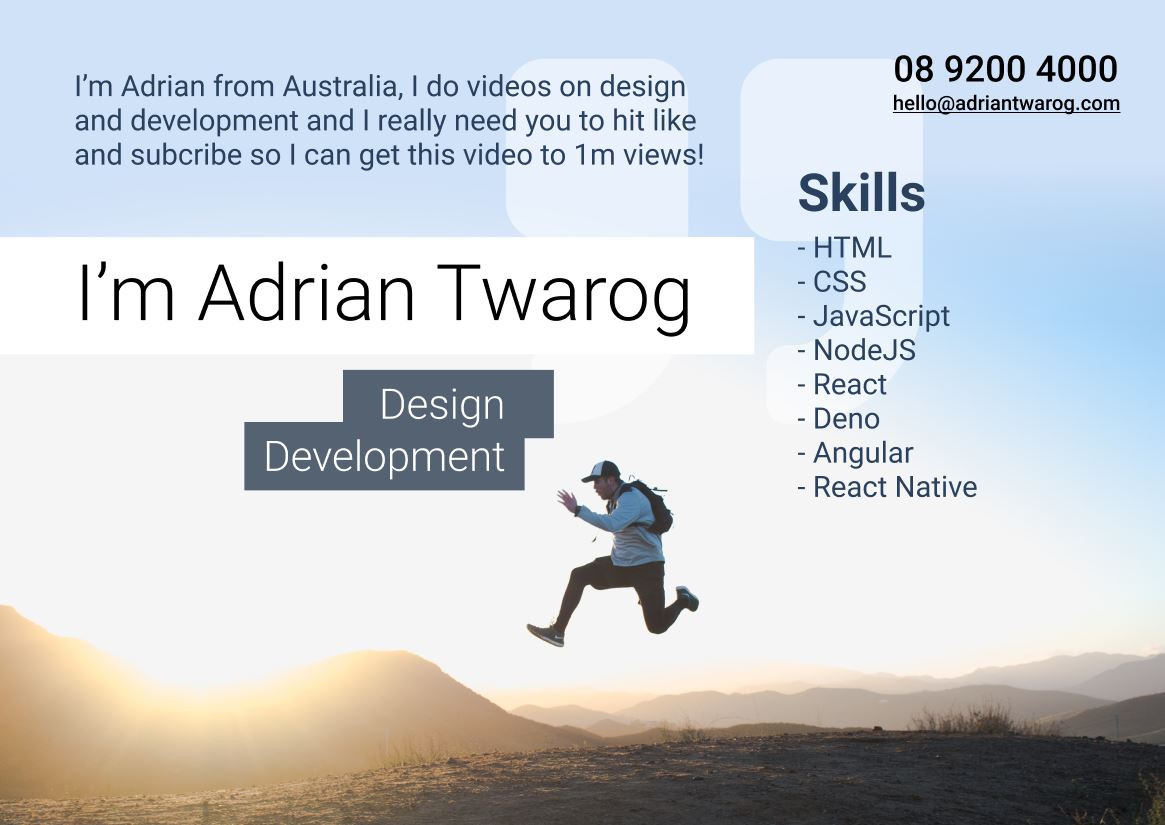 I’m Adrian from Australia, I do videos on design
and development and I really need you to hit like
and subcribe so I can get this video to 1m views!
08 9200 4000
hello@adriantwarog.com
I’m Adrian Twarog
Design
Development
Skills
- HTML
- CSS
- JavaScript
- NodeJS
- React
- Deno
- Angular
- React Native